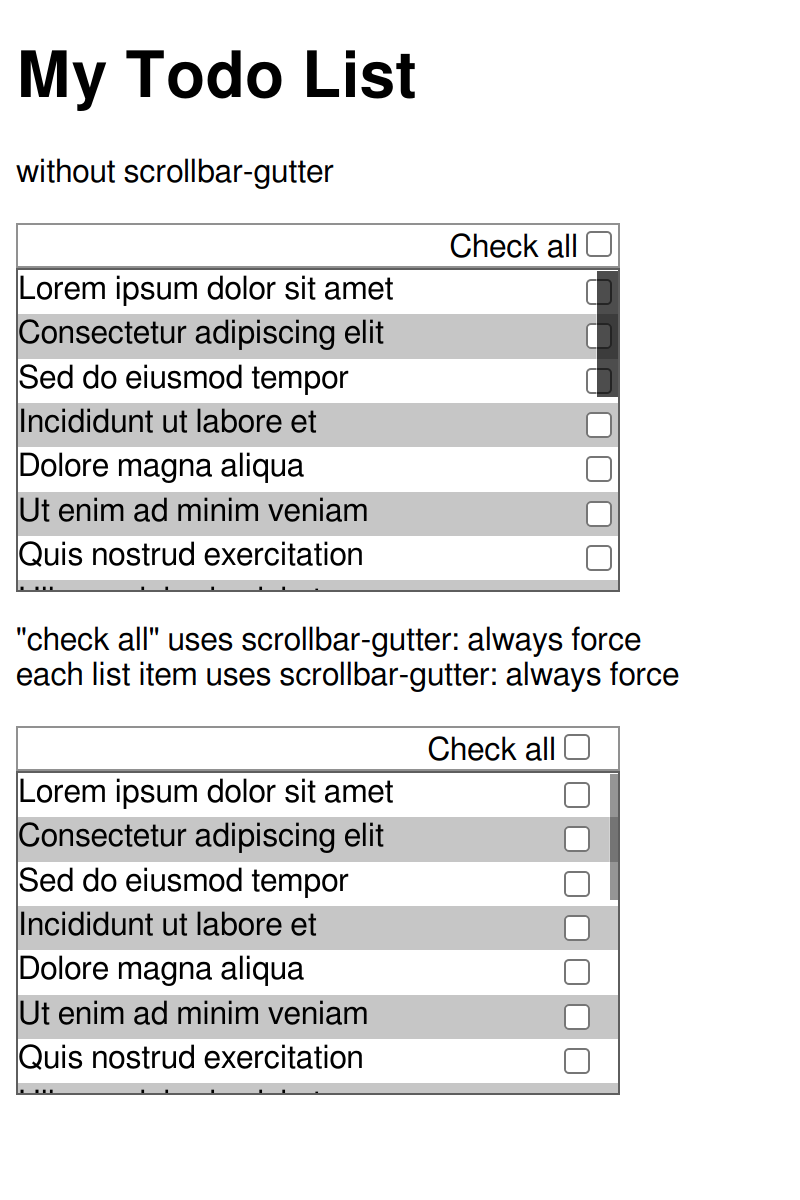 My Todo List
without scrollbar-gutter
Check all
Lorem ipsum dolor sit amet
Consectetur adipiscing elit
Sed do eiusmod tempor
Incididunt ut labore et
Dolore magna aliqua
Ut enim ad minim veniam
Quis nostrud exercitation
"check all" uses scrollbar-gutter: always force
each list item uses scrollbar-gutter: always force
Check all
Lorem ipsum dolor sit amet
Consectetur adipiscing elit
Sed do eiusmod tempor
Incididunt ut labore et
Dolore magna aliqua
Ut enim ad minim veniam
Quis nostrud exercitation